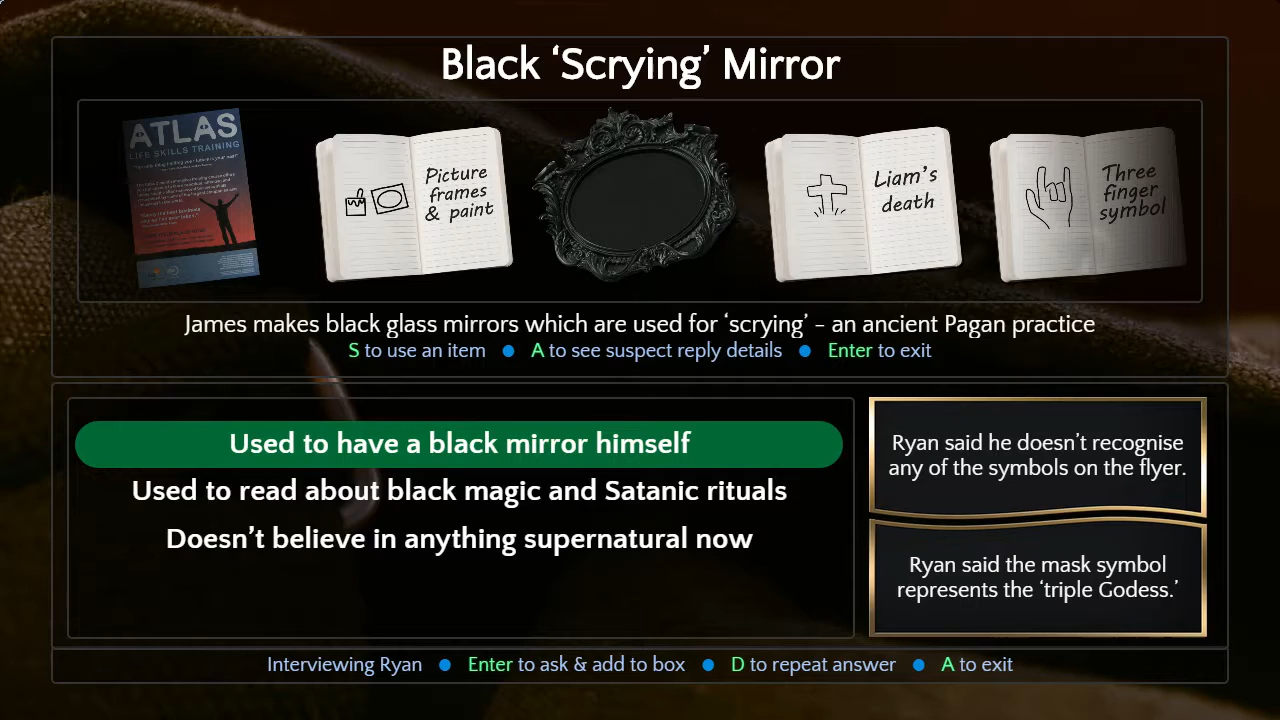 Black ‘Scrying’ Mirror
ATLAS
LIFE SKILLS TRAINING
Picture
frames
& paint
Liam’s
death
Three
finger
symbol
James makes black glass mirrors which are used for ‘scrying’ – an ancient Pagan practice
S to use an item ● A to see suspect reply details ● Enter to exit
Used to have a black mirror himself
Used to read about black magic and Satanic rituals
Doesn’t believe in anything supernatural now
Ryan said he doesn’t recognise
any of the symbols on the flyer.
Ryan said the mask symbol
represents the ‘triple Godess.’
Interviewing Ryan ● Enter to ask & add to box ● D to repeat answer ● A to exit